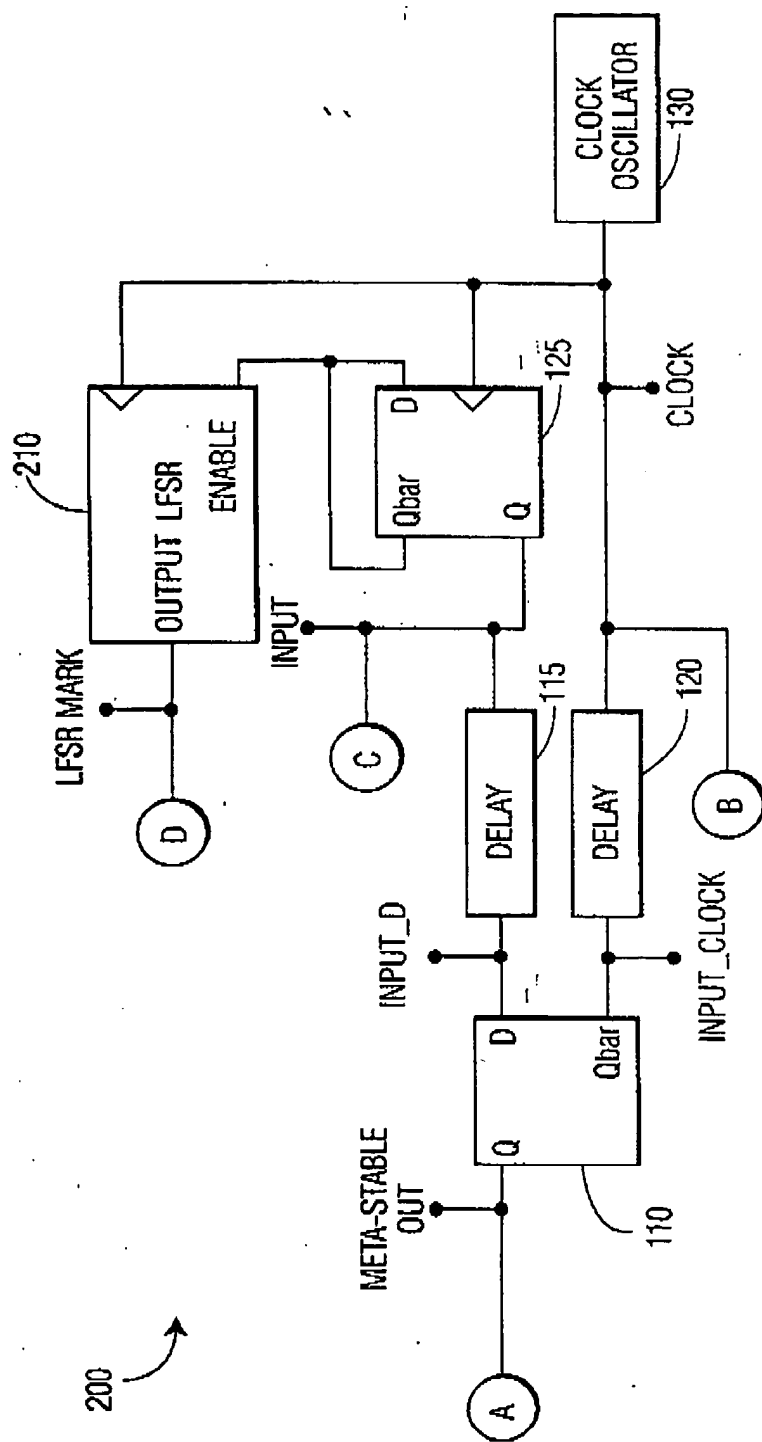 200
LFSR MARK
D
210
OUTPUT LFSR
ENABLE
INPUT
C
Qbar
D
Q
125
META-STABLE
OUT
A
INPUT_D
Q
D
Qbar
110
DELAY
115
DELAY
120
INPUT_CLOCK
B
CLOCK
CLOCK
OSCILLATOR
130